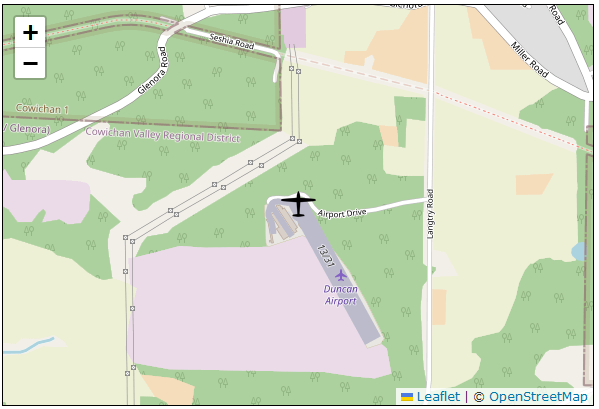 +
−
Seshia Road
Glenora Road
Miller Road
Road
Cowichan 1
/ Glenora)
Cowichan Valley Regional District
Airport Drive
Langtry Road
13/31
Duncan
Airport
Leaflet | © OpenStreetMap